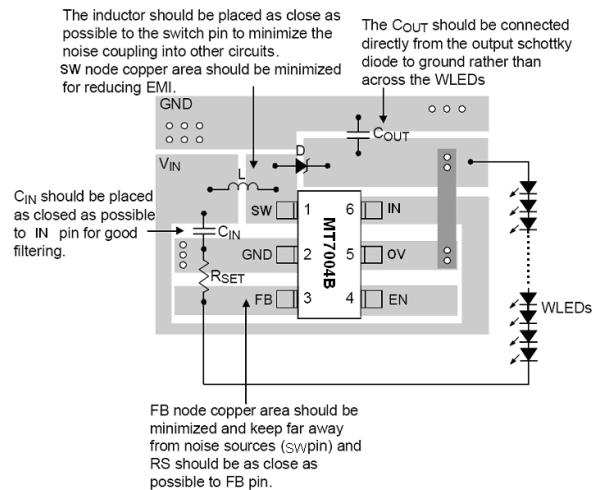 The inductor should be placed as close as
possible to the switch pin to minimize the
noise coupling into other circuits.
SW node copper area should be minimized
for reducing EMI.
The COUT should be connected
directly from the output schottky
diode to ground rather than
across the WLEDs
GND
COUT
D
VIN
L
CIN should be placed
as closed as possible
to IN pin for good
filtering.
SW 1 6 IN
CIN
GND 2 5 OV
MT7004B
RSET
FB 3 4 EN
WLEDs
FB node copper area should be
minimized and keep far away
from noise sources (SWpin) and
RS should be as close as
possible to FB pin.